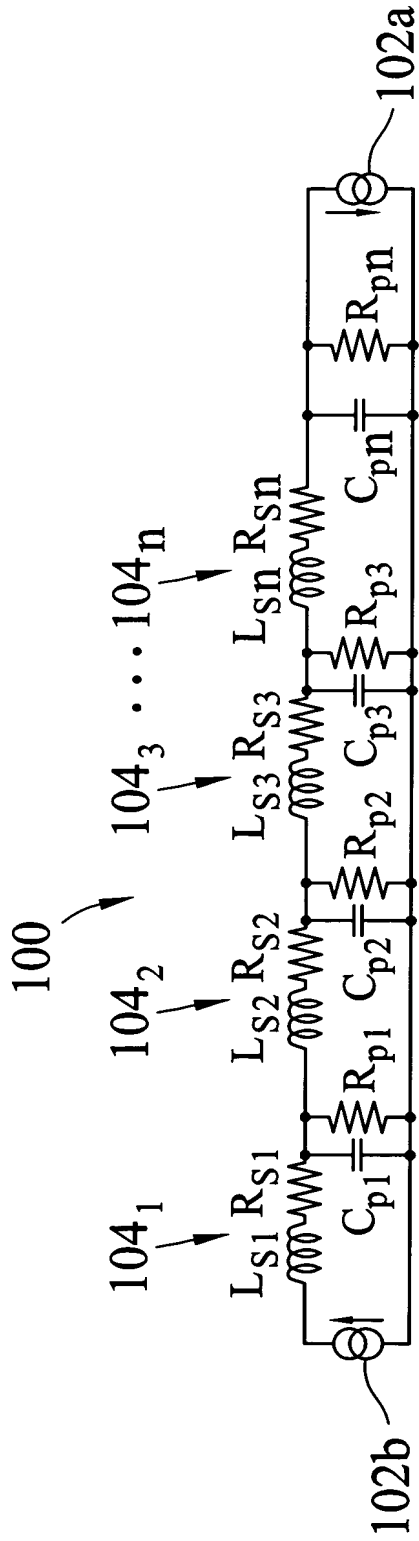 100
104₁ 104₂ 104₃ .... 104n
L_S1 R_S1 L_S2 R_S2 L_S3 R_S3 L_Sn R_Sn
C_p1 R_p1 C_p2 R_p2 C_p3 R_p3 C_pn R_pn
102b 102a